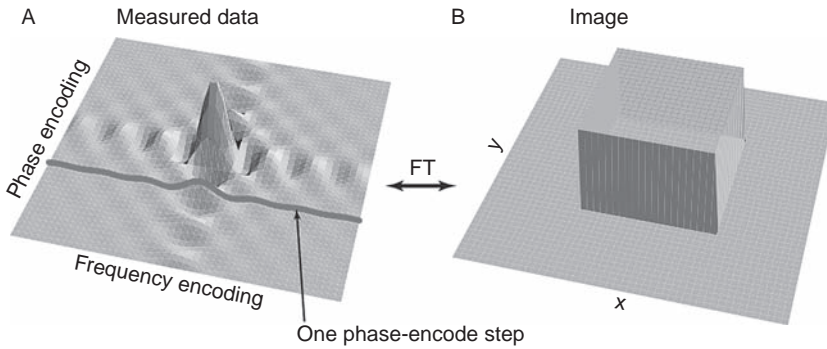 A Measured data
B Image
Phase encoding
Frequency encoding
One phase-encode step
FT
y
x